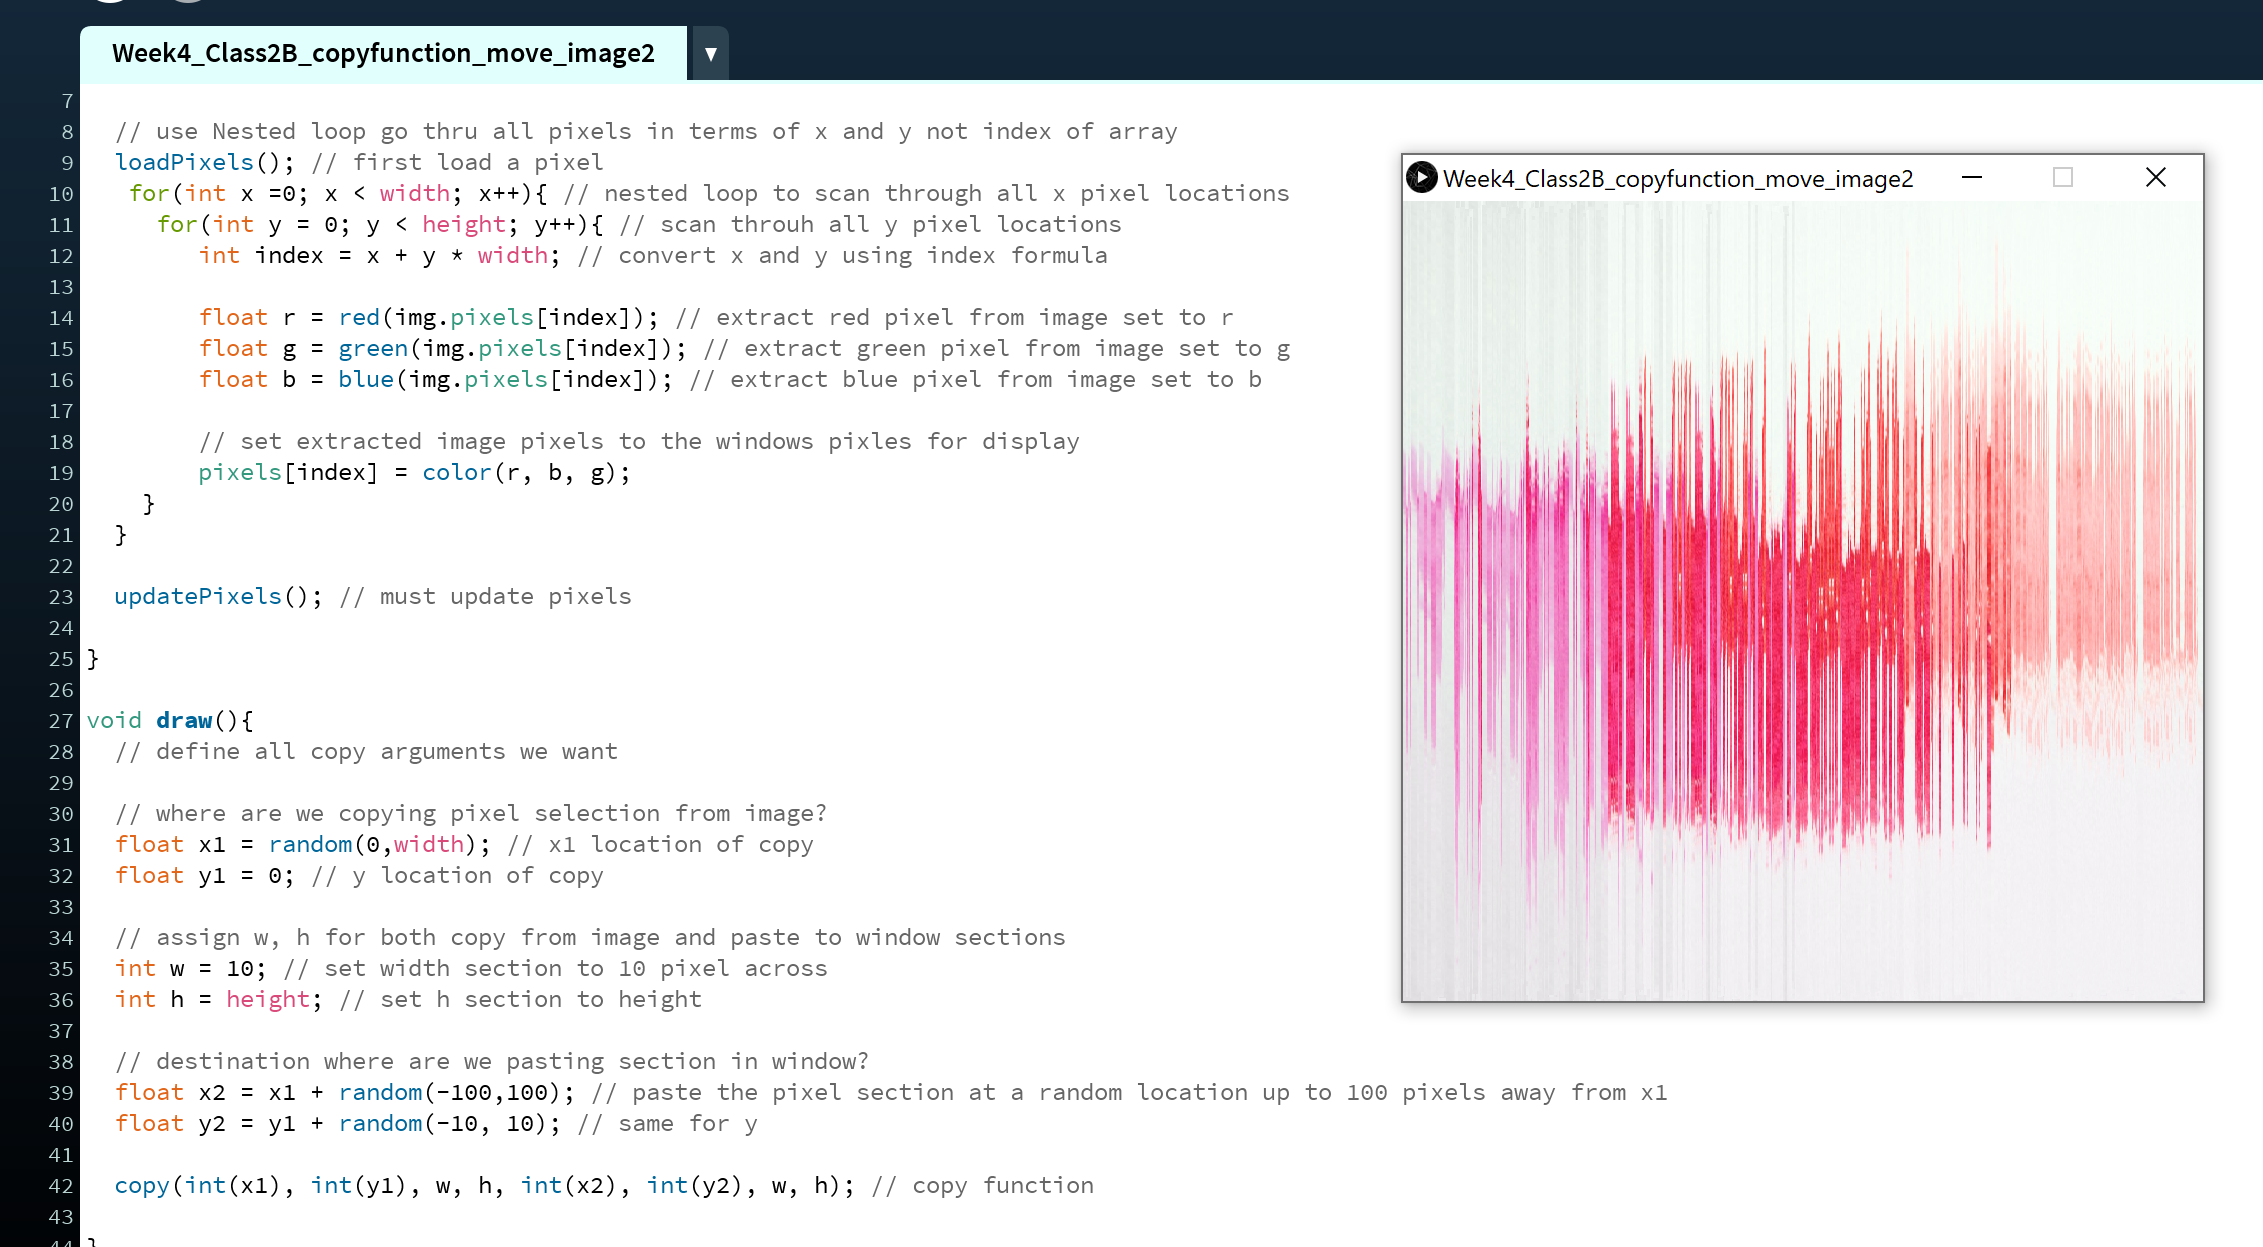 Week4_Class2B_copyfunction_move_image2 ▼
7
8 // use Nested loop go thru all pixels in terms of x and y not index of array
9 loadPixels(); // first load a pixel
10 for(int x =0; x < width; x++){ // nested loop to scan through all x pixel locations
11 for(int y = 0; y < height; y++){ // scan throuh all y pixel locations
12 int index = x + y * width; // convert x and y using index formula
13
14 float r = red(img.pixels[index]); // extract red pixel from image set to r
15 float g = green(img.pixels[index]); // extract green pixel from image set to g
16 float b = blue(img.pixels[index]); // extract blue pixel from image set to b
17
18 // set extracted image pixels to the windows pixles for display
19 pixels[index] = color(r, b, g);
20 }
21 }
22
23 updatePixels(); // must update pixels
24
25 }
26
27 void draw(){
28 // define all copy arguments we want
29
30 // where are we copying pixel selection from image?
31 float x1 = random(0,width); // x1 location of copy
32 float y1 = 0; // y location of copy
33
34 // assign w, h for both copy from image and paste to window sections
35 int w = 10; // set width section to 10 pixel across
36 int h = height; // set h section to height
37
38 // destination where are we pasting section in window?
39 float x2 = x1 + random(-100,100); // paste the pixel section at a random location up to 100 pixels away from x1
40 float y2 = y1 + random(-10, 10); // same for y
41
42 copy(int(x1), int(y1), w, h, int(x2), int(y2), w, h); // copy function
43
44 }
Week4_Class2B_copyfunction_move_image2